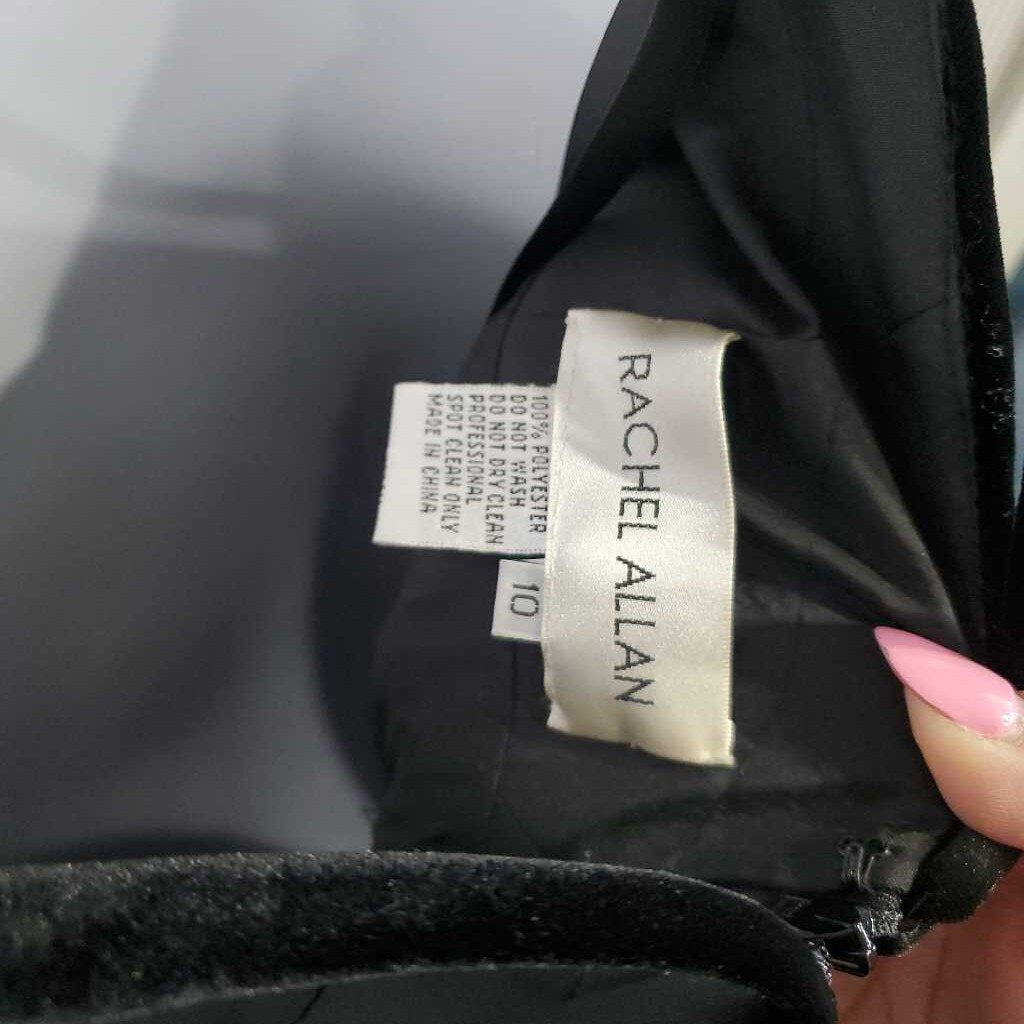 RACHEL ALLAN
10
100% POLYESTER
DO NOT WASH
DO NOT DRY CLEAN
PROFESSIONAL
SPOT CLEAN ONLY
MADE IN CHINA